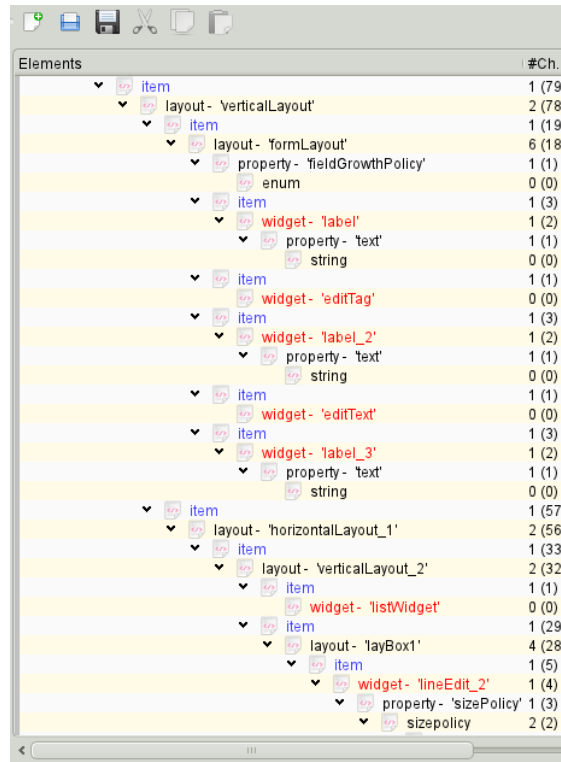 Elements #Ch.
item 1 (79
layout - 'verticalLayout' 2 (78
item 1 (19
layout - 'formLayout' 6 (18
property - 'fieldGrowthPolicy' 1 (1)
enum 0 (0)
item 1 (3)
widget - 'label' 1 (2)
property - 'text' 1 (1)
string 0 (0)
item 1 (1)
widget - 'editTag' 0 (0)
item 1 (3)
widget - 'label_2' 1 (2)
property - 'text' 1 (1)
string 0 (0)
item 1 (1)
widget - 'editText' 0 (0)
item 1 (3)
widget - 'label_3' 1 (2)
property - 'text' 1 (1)
string 0 (0)
item 1 (57
layout - 'horizontalLayout_1' 2 (56
item 1 (33
layout - 'verticalLayout_2' 2 (32
item 1 (1)
widget - 'listWidget' 0 (0)
item 1 (29
layout - 'layBox1' 4 (28
item 1 (5)
widget - 'lineEdit_2' 1 (4)
property - 'sizePolicy' 1 (3)
sizepolicy 2 (2)